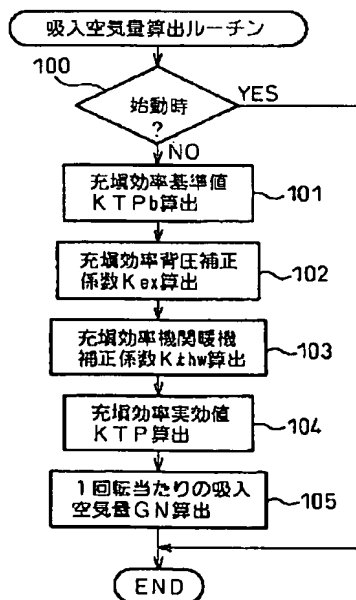 吸入空気量算出ルーチン
100
始動時
?
YES
NO
充填効率基準値
KTPb算出
101
充填効率背圧補正
係数Kex算出
102
充填効率機関暖機
補正係数Kthw算出
103
充填効率実効値
KTP算出
104
1回転当たりの吸入
空気量GN算出
105
END